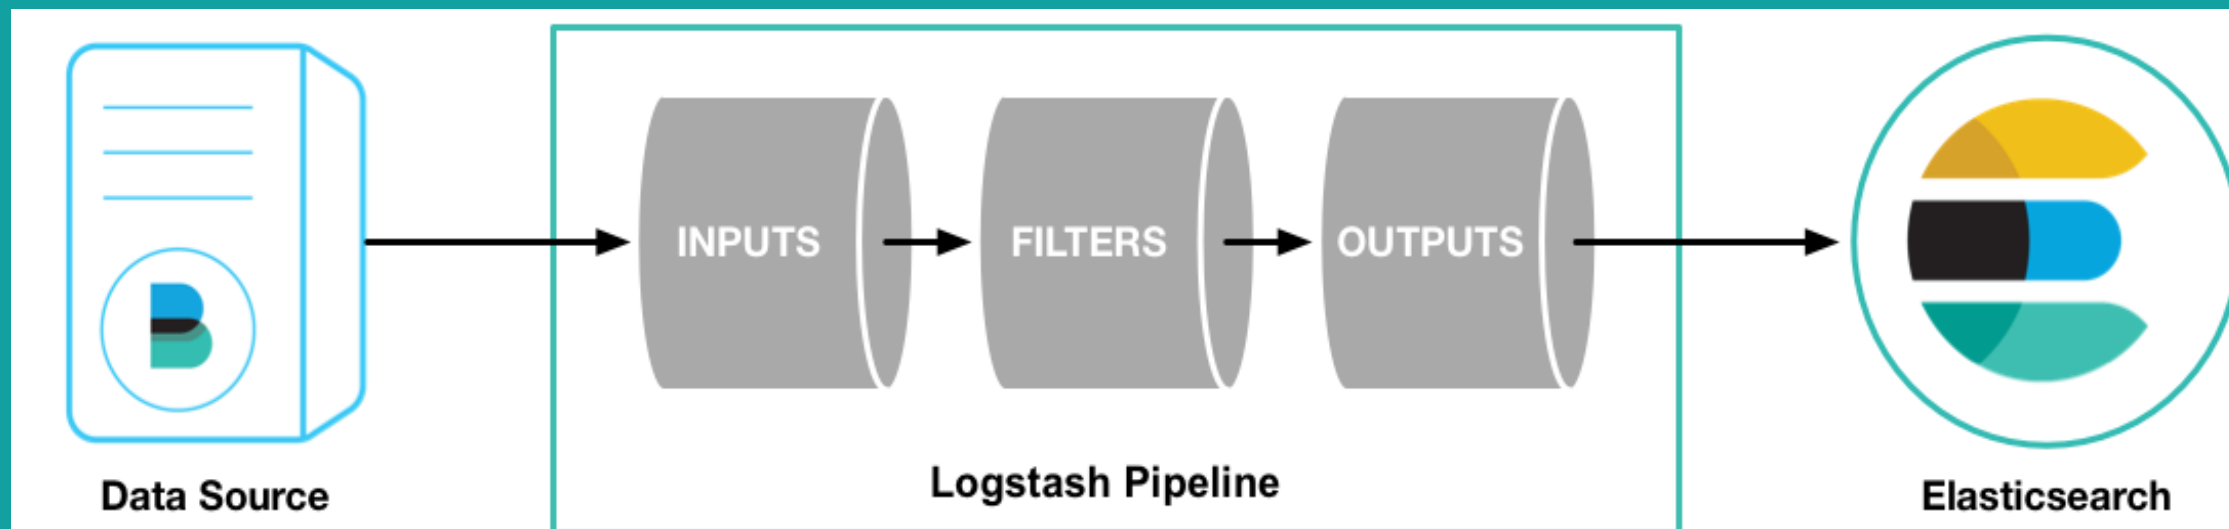 INPUTS
FILTERS
OUTPUTS
Data Source
Logstash Pipeline
Elasticsearch